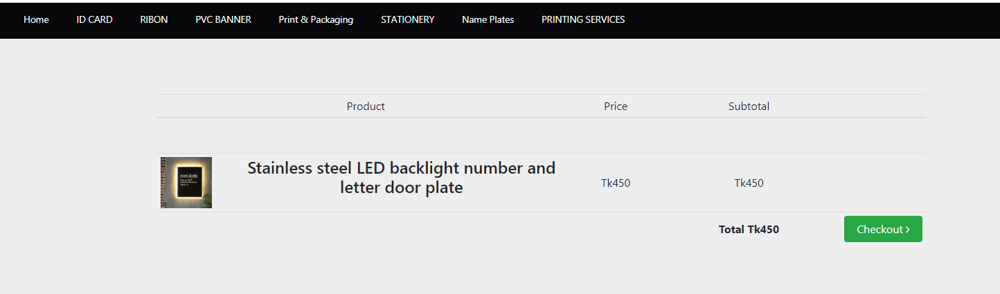 Home ID CARD RIBON PVC BANNER Print & Packaging STATIONERY Name Plates PRINTING SERVICES
Product Price Subtotal
nini.kids
Stainless steel LED backlight number and
letter door plate
Tk450 Tk450
Total Tk450 Checkout